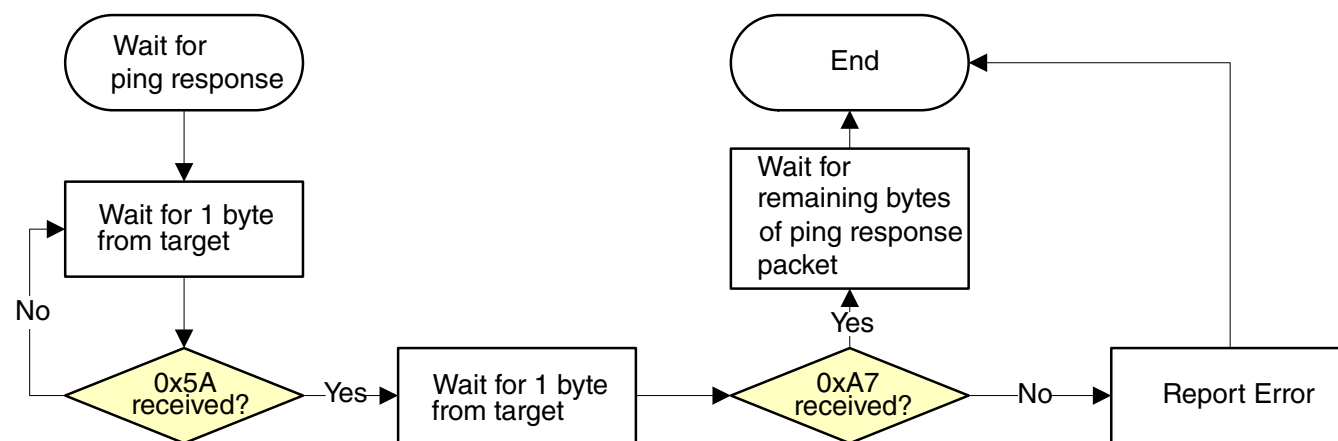 Wait for
ping response
Wait for 1 byte
from target
No
0x5A
received?
Yes
Wait for 1 byte
from target
0xA7
received?
Yes
Wait for
remaining bytes
of ping response
packet
End
No
Report Error